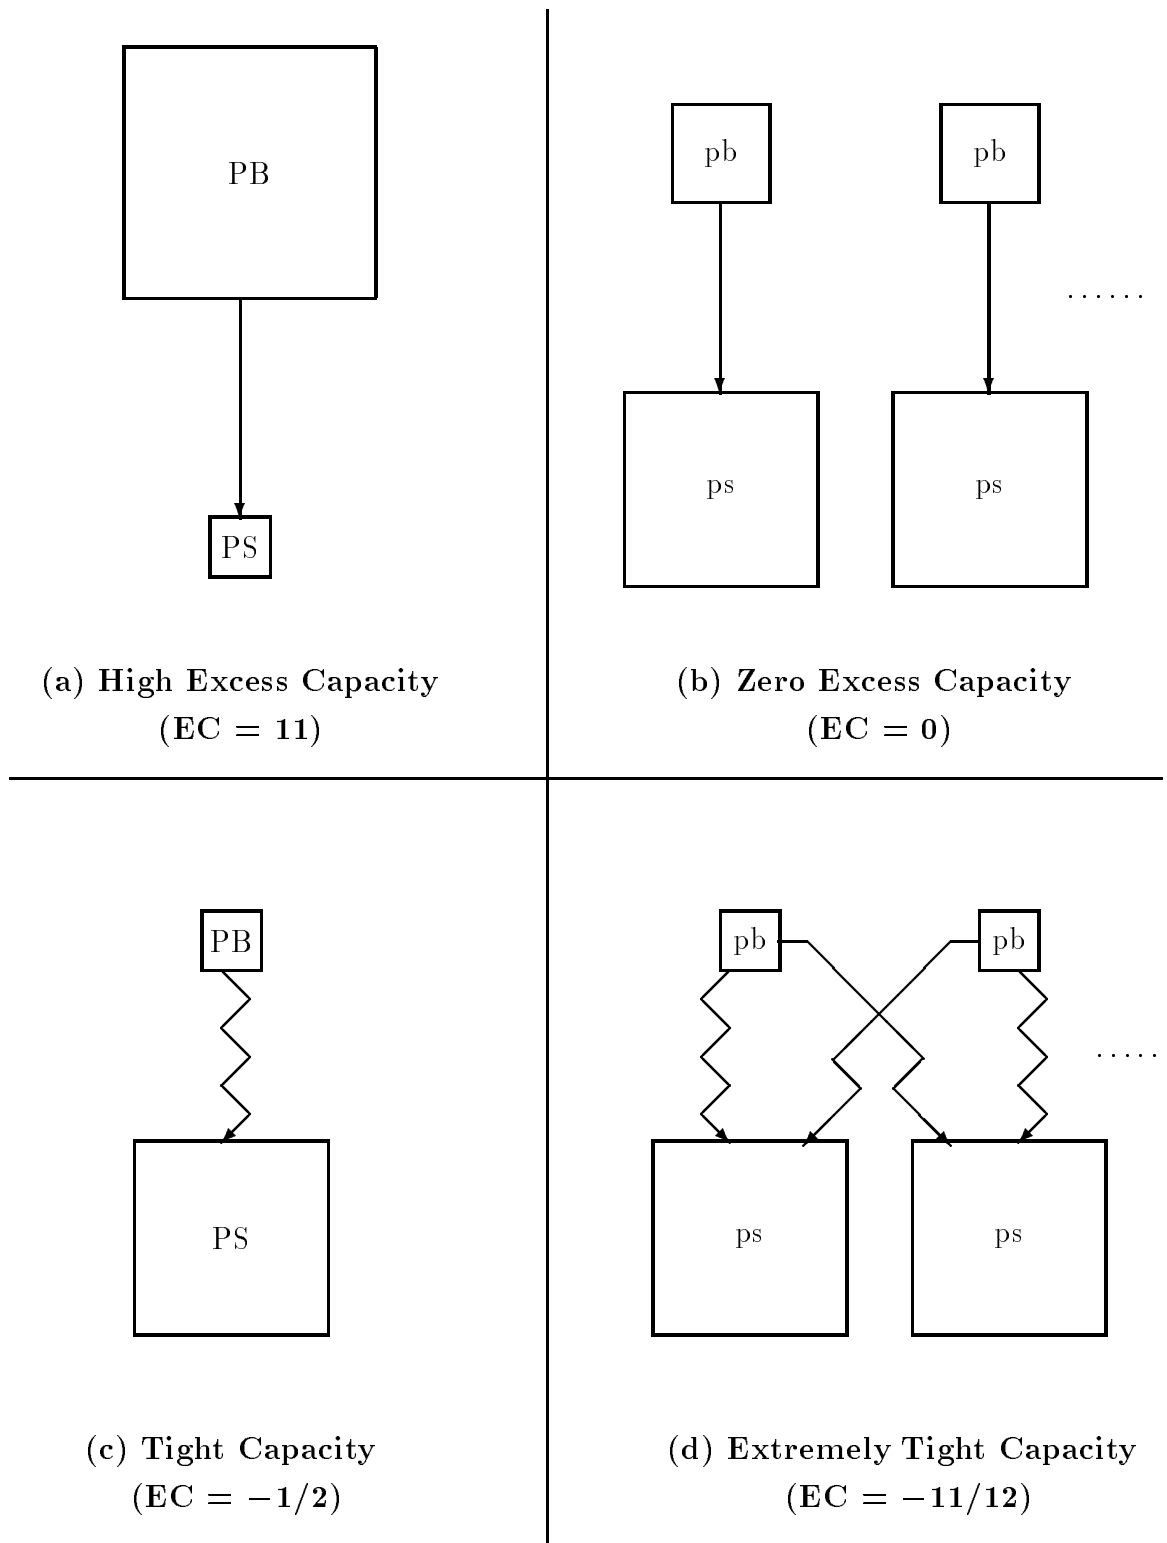 PB
PS
(a) High Excess Capacity
(EC = 11)
pb pb
. . . . . .
ps ps
(b) Zero Excess Capacity
(EC = 0)
PB
PS
(c) Tight Capacity
(EC = −1/2)
pb pb
. . . . .
ps ps
(d) Extremely Tight Capacity
(EC = −11/12)